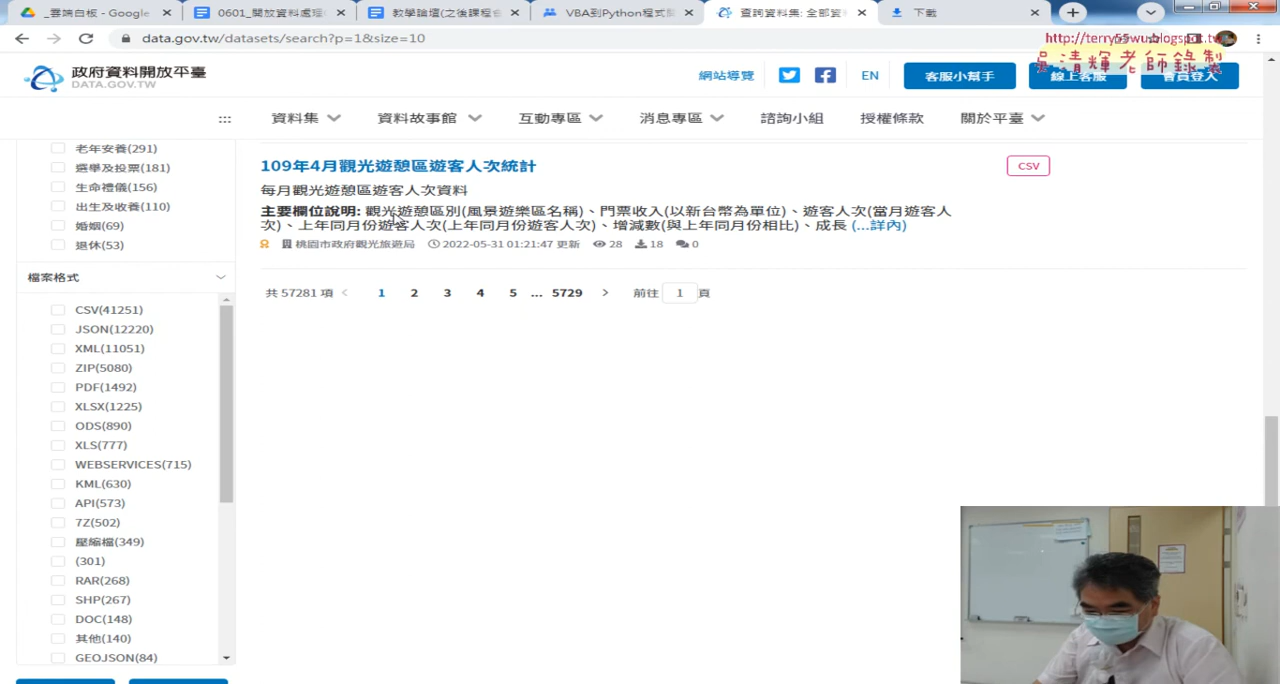 _雲端白板 - Google
0601_開放資料處理
教學論壇(之後課程會
VBA到Python程式
查詢資料集: 全部資
下載
data.gov.tw/datasets/search?p=1&size=10
http://terry55wu.blogspot.tw
吳清輝老師錄製
政府資料開放平臺
DATA.GOV.TW
網站導覽
EN
客服小幫手
線上客服
會員登入
:::
資料集
資料故事館
互動專區
消息專區
諮詢小組
授權條款
關於平臺
老年安養(291)
選舉及投票(181)
生命禮儀(156)
出生及收養(110)
婚姻(69)
退休(53)
檔案格式
CSV(41251)
JSON(12220)
XML(11051)
ZIP(5080)
PDF(1492)
XLSX(1225)
ODS(890)
XLS(777)
WEBSERVICES(715)
KML(630)
API(573)
7Z(502)
壓縮檔(349)
(301)
RAR(268)
SHP(267)
DOC(148)
其他(140)
GEOJSON(84)
109年4月觀光遊憩區遊客人次統計
CSV
每月觀光遊憩區遊客人次資料
主要欄位說明: 觀光遊憩區別(風景遊樂區名稱)、門票收入(以新台幣為單位)、遊客人次(當月遊客人
次)、上年同月份遊客人次(上年同月份遊客人次)、增減數(與上年同月份相比)、成長 (...詳內)
桃園市政府觀光旅遊局 2022-05-31 01:21:47 更新 28 18 0
共 57281 項 < 1 2 3 4 5 ... 5729 > 前往 1 頁